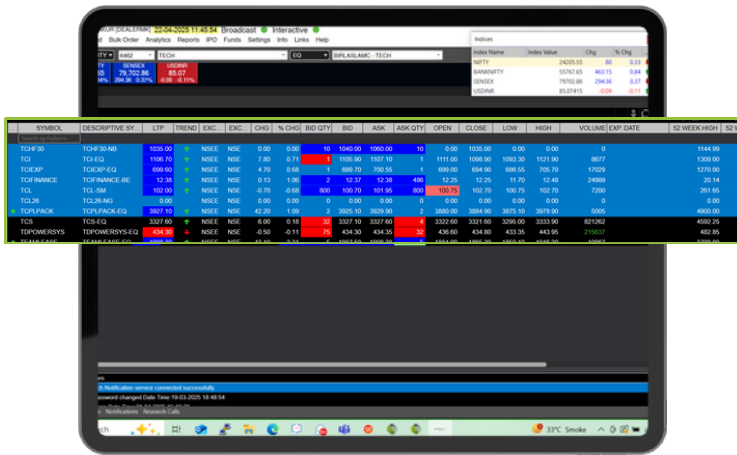 KUR [DEALERMK] 22-04-2025 11:45:54 Broadcast Interactive
d Bulk Order Analytics Reports IPO Funds Settings Info Links Help
6462 TECH EQ BIRLASLAMC - TECH
SENSEX USDINR
79,702.86 85.07
294.36 0.37% -0.09 -0.11%
Indices
Index Name Index Value Chg % Chg
NIFTY 24205.55 80 0.33
BANKNIFTY 55767.65 463.15 0.84
SENSEX 79702.86 294.36 0.37
USDINR 85.07415 -0.09 -0.11
SYMBOL DESCRIPTIVE SY... LTP TREND EXC... EXC... CHG % CHG BID QTY BID ASK ASK QTY OPEN CLOSE LOW HIGH VOLUME EXP. DATE 52 WEEK HIGH 52 W
TCHF30 TCHF30-NB 1035.00 NSEE NSE 0.00 0.00 10 1040.00 1060.00 10 0.00 1035.00 0.00 0.00 0 1144.99
TCI TCI-EQ 1106.70 NSEE NSE 7.80 0.71 1 1105.90 1107.10 1 1111.00 1098.90 1093.30 1121.90 8677 1309.00
TCIEXP TCIEXP-EQ 699.60 NSEE NSE 4.70 0.68 1 699.70 700.55 1 699.00 694.90 686.55 705.70 17029 1270.00
TCIFINANCE TCIFINANCE-BE 12.38 NSEE NSE 0.13 1.06 2 12.37 12.38 486 12.25 12.25 11.70 12.48 24989 20.14
TCL TCL-SM 102.00 NSEE NSE -0.70 -0.68 800 100.70 101.95 800 100.75 102.70 100.75 102.70 7200 261.65
TCL26 TCL26-NG 0.00 NSEE NSE 0.00 0.00 0 0.00 0.00 0 0.00 0.00 0.00 0.00 0 0.00
TCPLPACK TCPLPACK-EQ 3927.10 NSEE NSE 42.20 1.09 2 3925.10 3929.90 2 3880.00 3884.90 3875.10 3979.90 5005 4900.00
TCS TCS-EQ 3327.60 NSEE NSE 6.00 0.18 32 3327.10 3327.60 4 3322.60 3321.60 3295.00 3333.90 821262 4592.25
TDPOWERSYS TDPOWERSYS-EQ 434.30 NSEE NSE -0.50 -0.11 75 434.30 434.35 32 436.60 434.80 433.35 443.95 215637 482.85
TEAMLEASE TEAMLEASE-EQ
h Notification service connected successfully
assword changed Date Time 19-03-2025 18:48:54
Notifications Research Calls
33°C Smoke